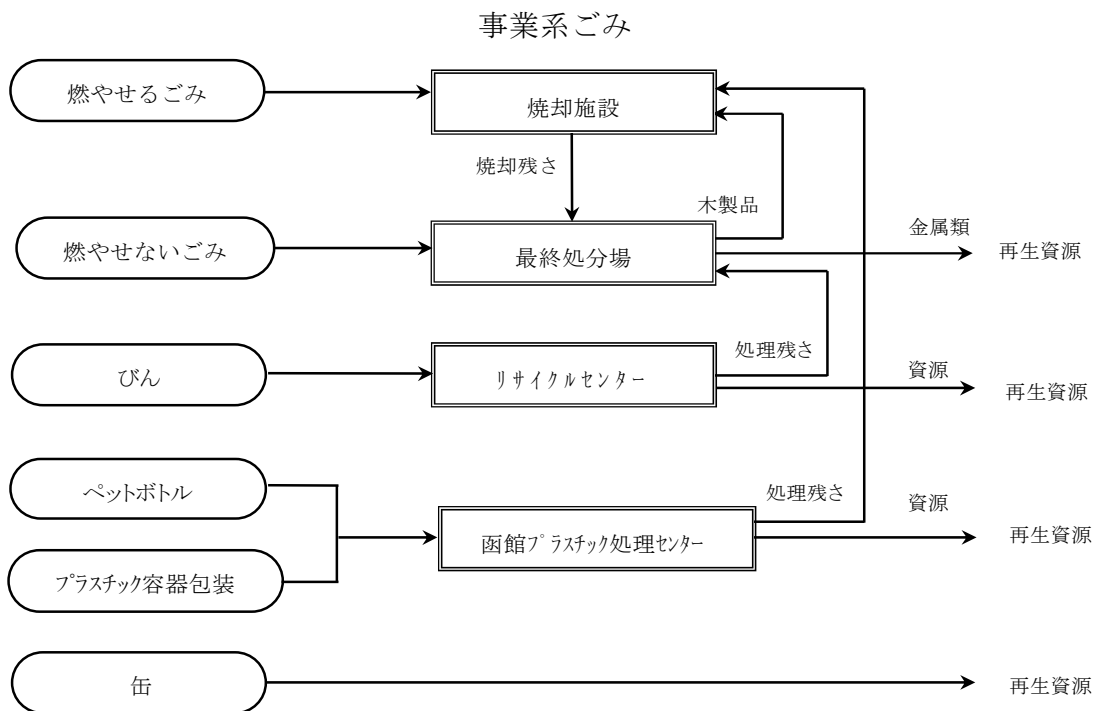 事業系ごみ
燃やせるごみ
焼却施設
焼却残さ
木製品
燃やせないごみ
最終処分場
金属類
再生資源
処理残さ
びん
ﾘｻｲｸﾙｾﾝﾀｰ
資源
再生資源
ペットボトル
処理残さ
資源
函館ﾌﾟﾗｽﾁｯｸ処理ｾﾝﾀｰ
再生資源
ﾌﾟﾗｽﾁｯｸ容器包装
缶
再生資源